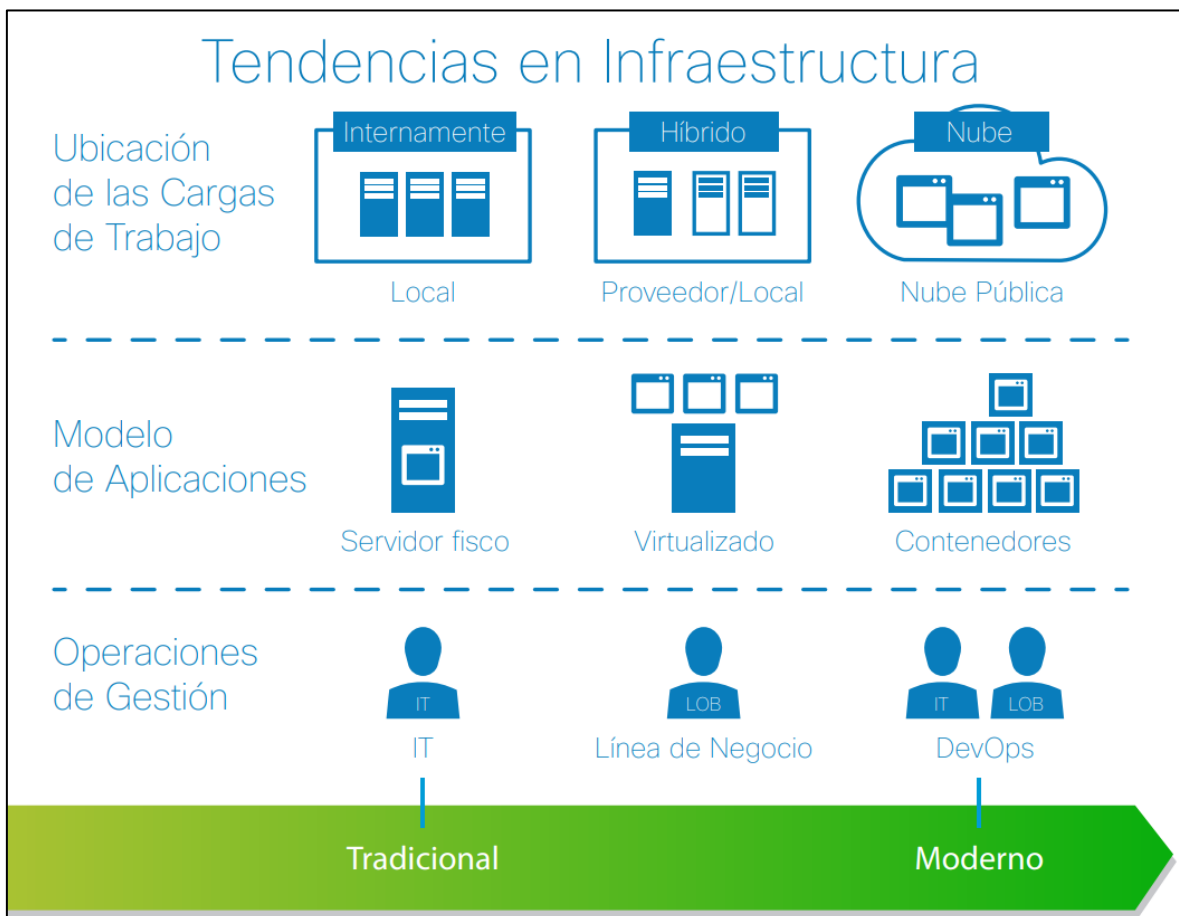 Tendencias en Infraestructura
Ubicación
de las Cargas
de Trabajo
Internamente
Híbrido
Nube
Local
Proveedor/Local
Nube Pública
Modelo
de Aplicaciones
Servidor fisco
Virtualizado
Contenedores
Operaciones
de Gestión
IT
LOB
IT
LOB
IT
Línea de Negocio
DevOps
Tradicional
Moderno